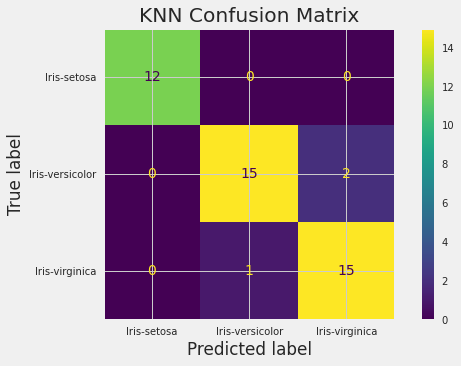 KNN Confusion Matrix
Iris-setosa 12 0 0
Iris-versicolor 0 15 2
Iris-virginica 0 1 15
Iris-setosa Iris-versicolor Iris-virginica
Predicted label
True label
14
12
10
8
6
4
2
0